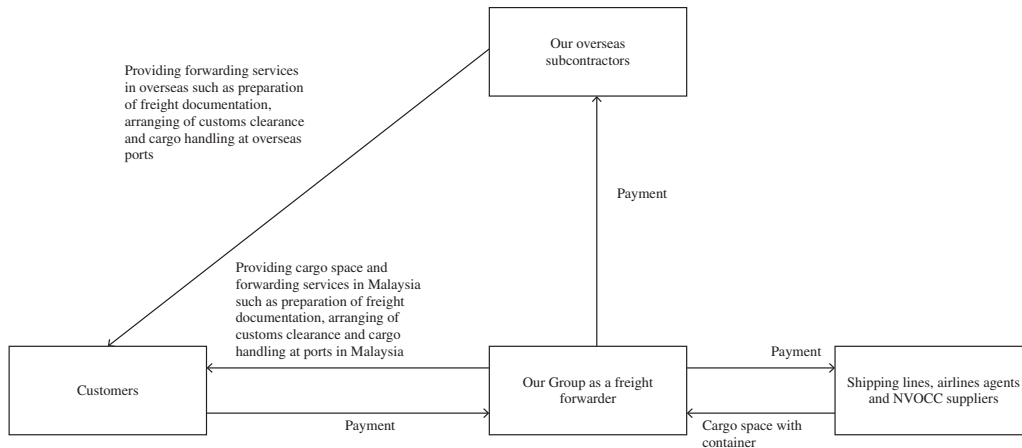 Our overseas
subcontractors
Providing forwarding services
in overseas such as preparation
of freight documentation,
arranging of customs clearance
and cargo handling at overseas
ports
Payment
Providing cargo space and
forwarding services in Malaysia
such as preparation of freight
documentation, arranging of
customs clearance and cargo
handling at ports in Malaysia
Customers
Payment
Our Group as a freight
forwarder
Payment
Cargo space with
container
Shipping lines, airlines agents
and NVOCC suppliers